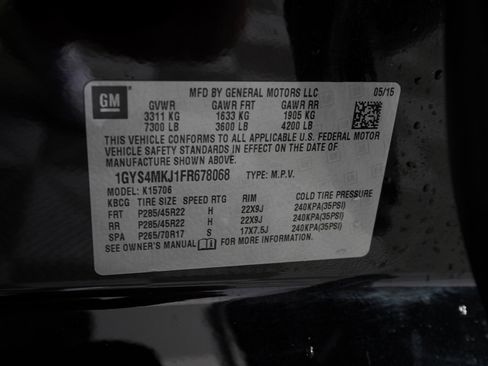 MFD BY GENERAL MOTORS LLC 05/15
GM
GVWR GAWR FRT GAWR RR
3311 KG 1633 KG 1905 KG
7300 LB 3600 LB 4200 LB
THIS VEHICLE CONFORMS TO ALL APPLICABLE U.S. FEDERAL MOTOR
VEHICLE SAFETY STANDARDS IN EFFECT ON THE DATE OF
1GYS4MKJ1FR678068 TYPE: M.P.V.
MODEL: K15706
KBCG TIRE SIZE SPEED RTG RIM COLD TIRE PRESSURE
FRT P285/45R22 H 22X9J 240KPA(35PSI)
RR P285/45R22 H 22X9J 240KPA(35PSI)
SPA P265/70R17 S 17X7.5J 240KPA(35PSI)
SEE OWNER'S MANUAL FOR MORE INFORMATION.